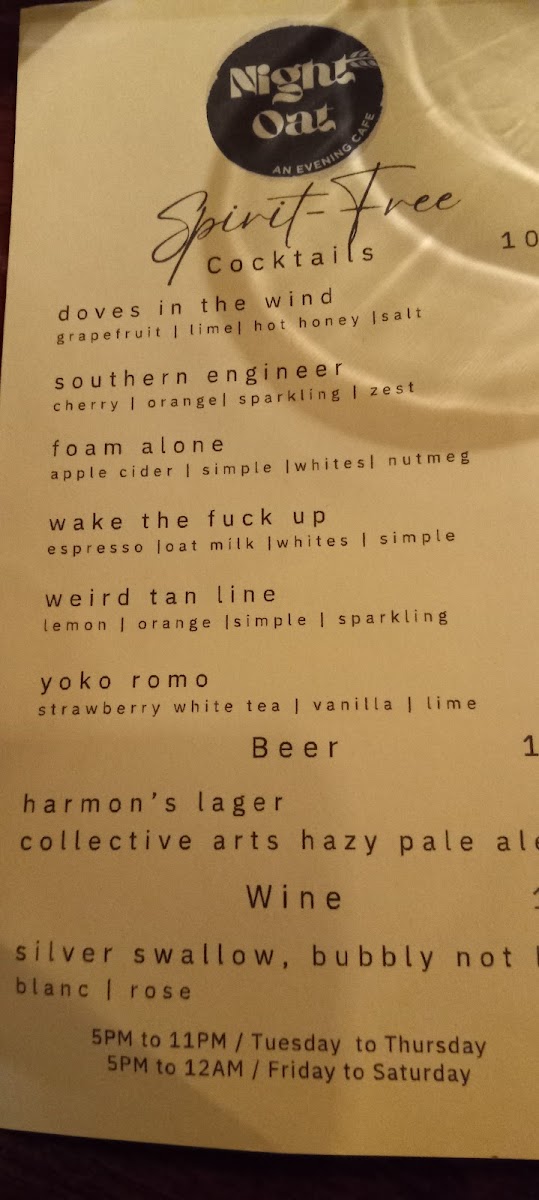 Night
Oat
AN EVENING CAFE
Spirit-Free
Cocktails 10
doves in the wind
grapefruit | lime| hot honey |salt
southern engineer
cherry | orange| sparkling | zest
foam alone
apple cider | simple |whites| nutmeg
wake the fuck up
espresso |oat milk |whites | simple
weird tan line
lemon | orange |simple | sparkling
yoko romo
strawberry white tea | vanilla | lime
Beer
harmon's lager
collective arts hazy pale ale
Wine
silver swallow, bubbly not
blanc | rose
5PM to 11PM / Tuesday to Thursday
5PM to 12AM / Friday to Saturday